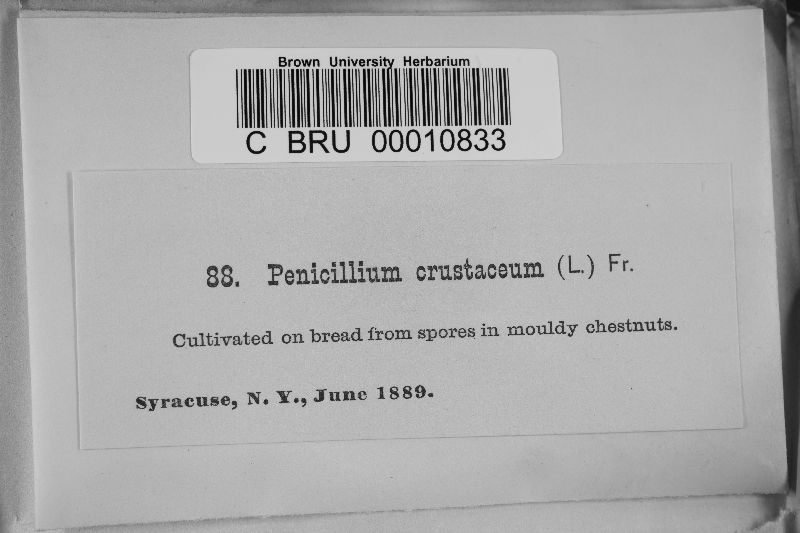 Brown University Herbarium
C BRU 00010833
88. Penicillium crustaceum (L.) Fr.
Cultivated on bread from spores in mouldy chestnuts.
Syracuse, N. Y., June 1889.